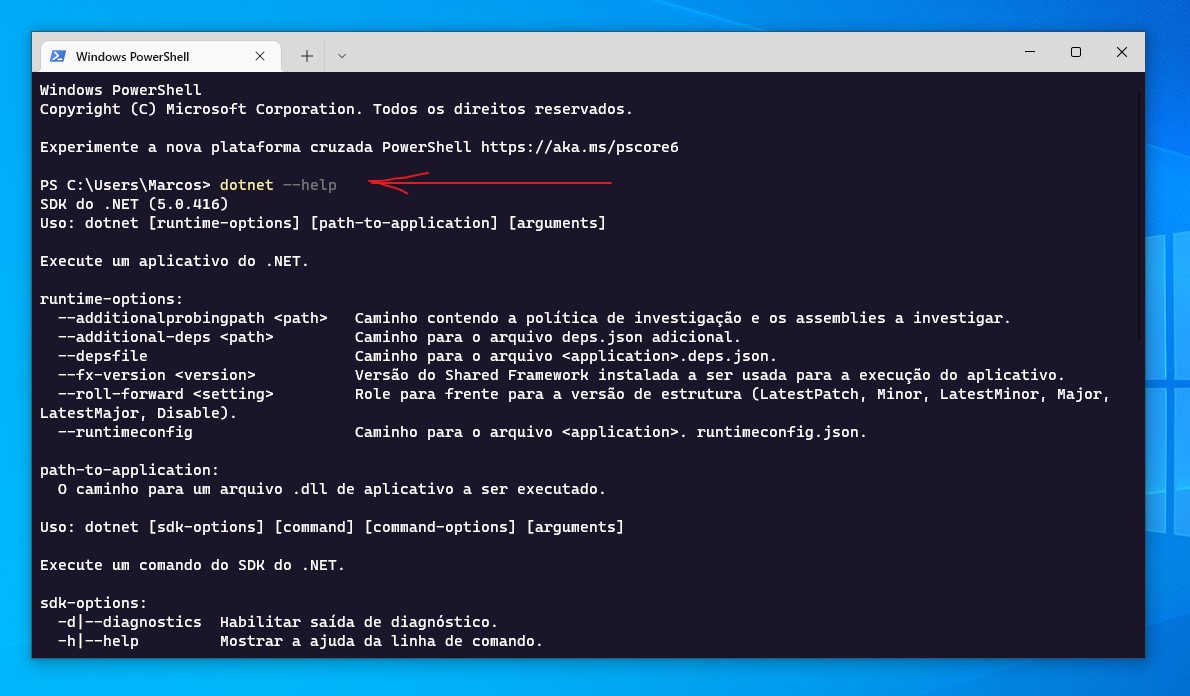 Windows PowerShell
Windows PowerShell
Copyright (C) Microsoft Corporation. Todos os direitos reservados.
Experimente a nova plataforma cruzada PowerShell https://aka.ms/pscore6
PS C:\Users\Marcos> dotnet --help
SDK do .NET (5.0.416)
Uso: dotnet [runtime-options] [path-to-application] [arguments]
Execute um aplicativo do .NET.
runtime-options:
  --additionalprobingpath <path>   Caminho contendo a política de investigação e os assemblies a investigar.
  --additional-deps <path>         Caminho para o arquivo deps.json adicional.
  --depsfile                       Caminho para o arquivo <application>.deps.json.
  --fx-version <version>           Versão do Shared Framework instalada a ser usada para a execução do aplicativo.
  --roll-forward <setting>         Role para frente para a versão de estrutura (LatestPatch, Minor, LatestMinor, Major,
LatestMajor, Disable).
  --runtimeconfig                  Caminho para o arquivo <application>. runtimeconfig.json.
path-to-application:
  O caminho para um arquivo .dll de aplicativo a ser executado.
Uso: dotnet [sdk-options] [command] [command-options] [arguments]
Execute um comando do SDK do .NET.
sdk-options:
  -d|--diagnostics  Habilitar saída de diagnóstico.
  -h|--help         Mostrar a ajuda da linha de comando.